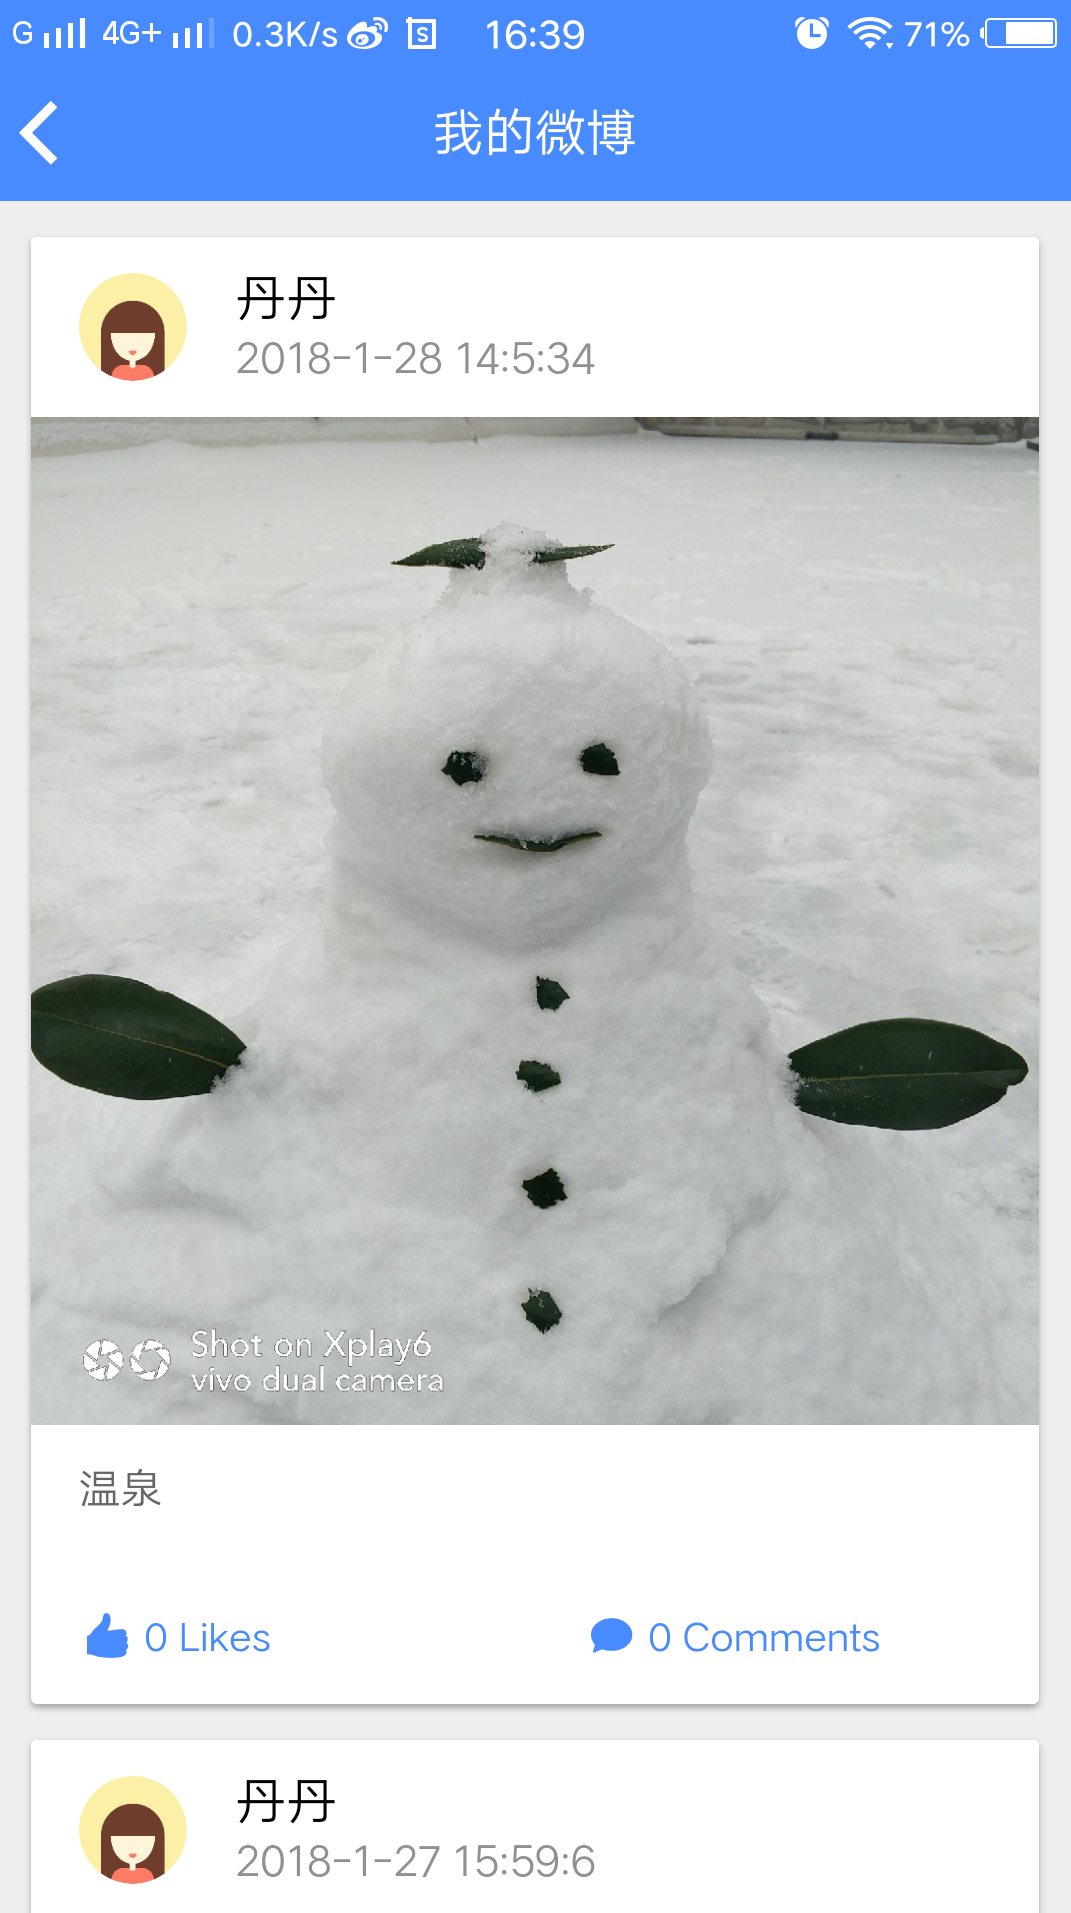 G 4G+ 0.3K/s S 16:39 71%
我的微博
丹丹
2018-1-28 14:5:34
Shot on Xplay6
vivo dual camera
温泉
0 Likes 0 Comments
丹丹
2018-1-27 15:59:6